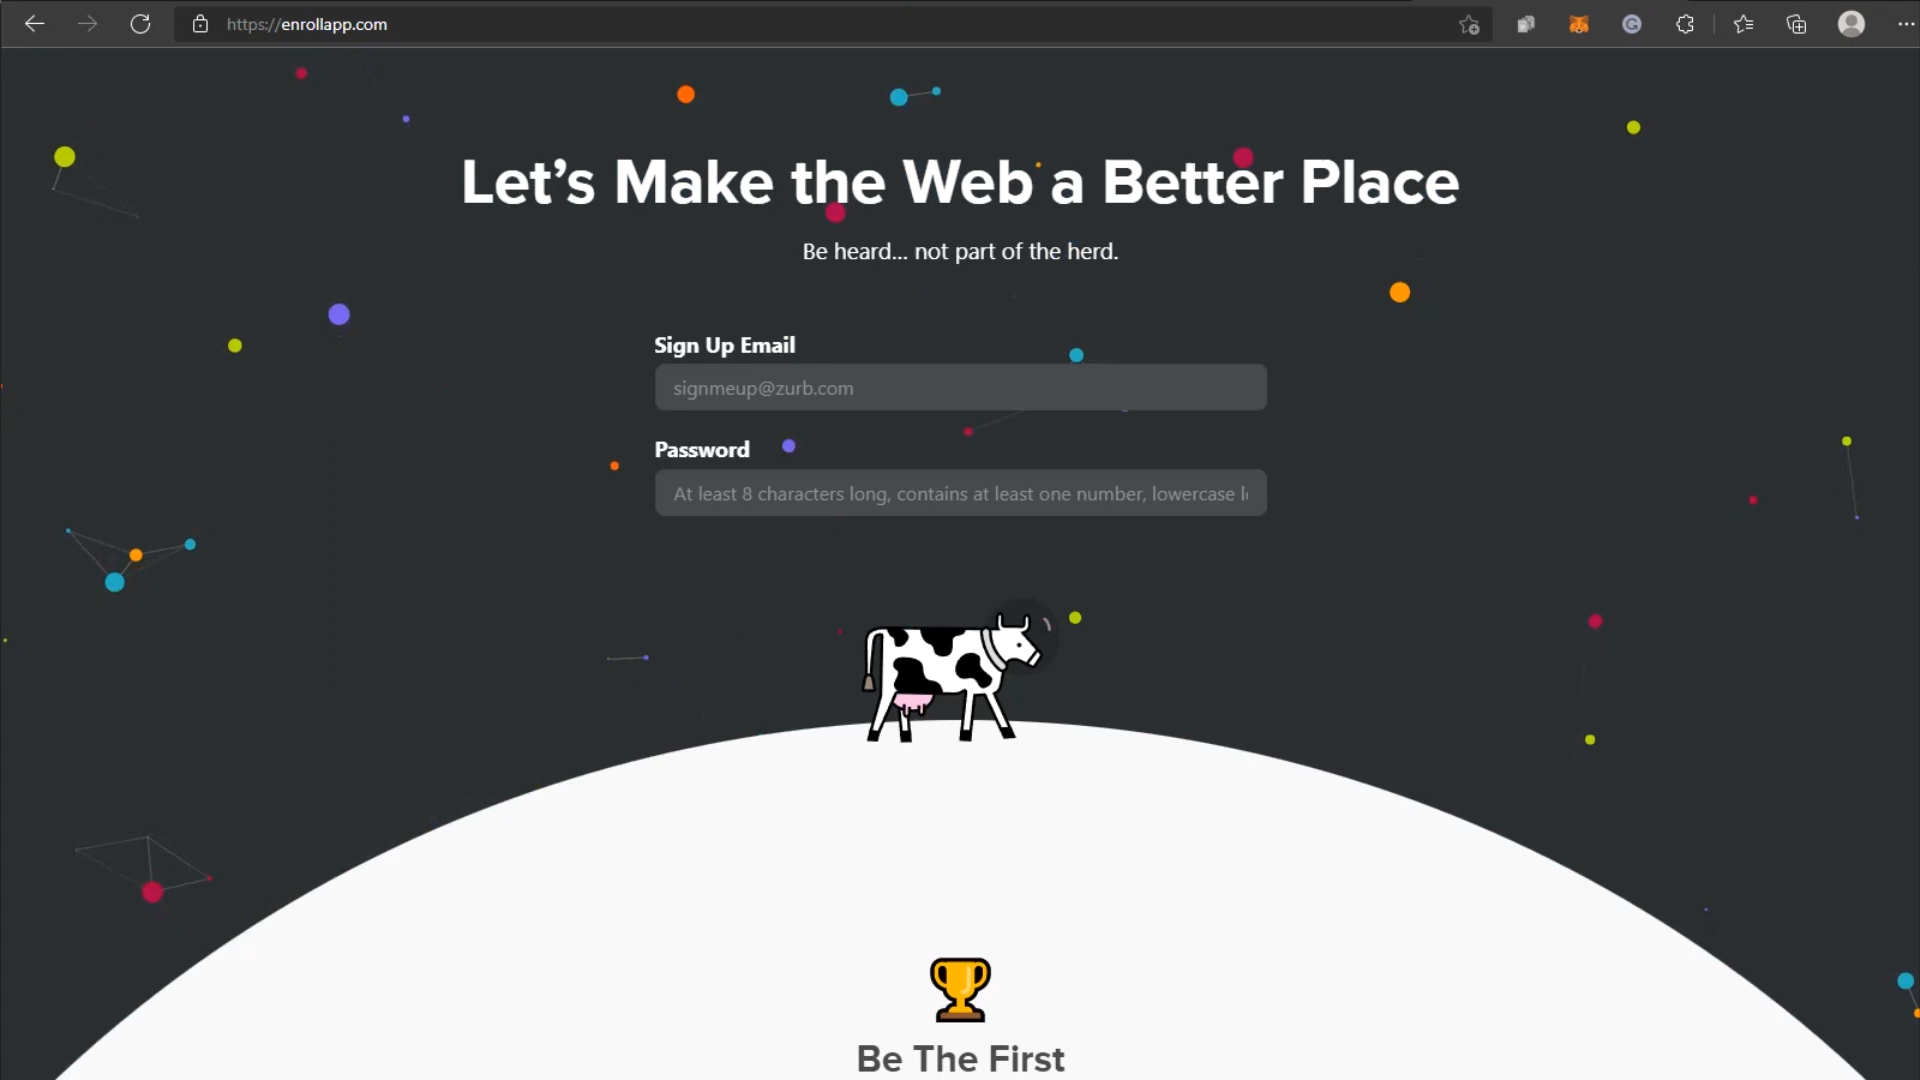 https://enrollapp.com
Let’s Make the Web a Better Place
Be heard... not part of the herd.
Sign Up Email
signmeup@zurb.com
Password
At least 8 characters long, contains at least one number, lowercase l
Be The First